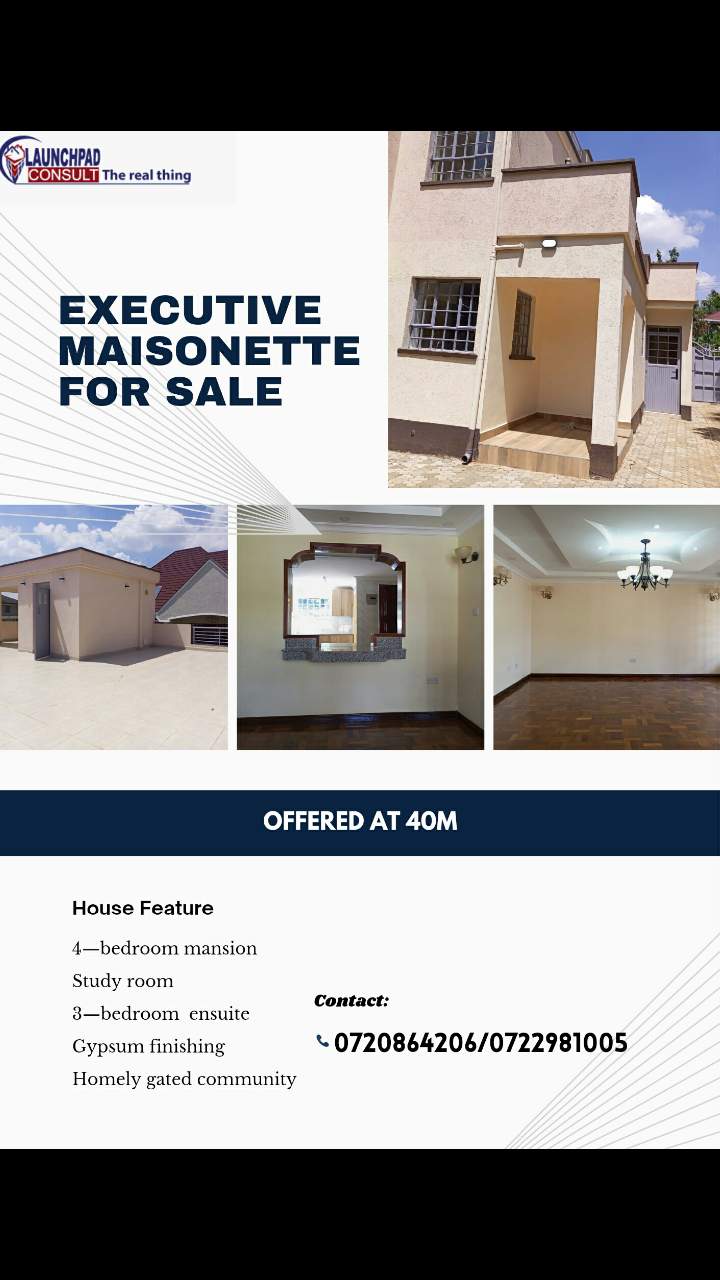 LAUNCHPAD
CONSULT The real thing
EXECUTIVE
MAISONETTE
FOR SALE
OFFERED AT 40M
House Feature
4—bedroom mansion
Study room
3—bedroom ensuite
Gypsum finishing
Homely gated community
Contact:
0720864206/0722981005